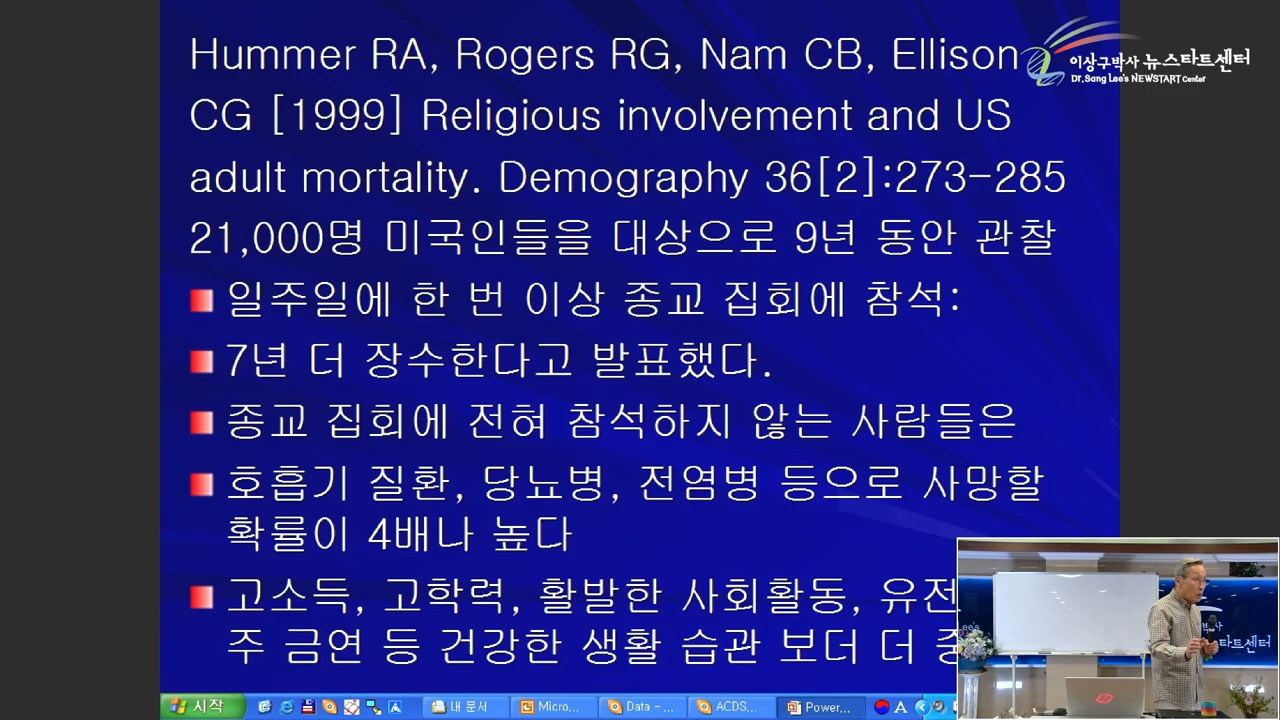 Hummer RA, Rogers RG, Nam CB, Ellison
CG [1999] Religious involvement and US
adult mortality. Demography 36[2]:273-285
21,000명 미국인들을 대상으로 9년 동안 관찰
일주일에 한 번 이상 종교 집회에 참석:
7년 더 장수한다고 발표했다.
종교 집회에 전혀 참석하지 않는 사람들은
호흡기 질환, 당뇨병, 전염병 등으로 사망할
확률이 4배나 높다
고소득, 고학력, 활발한 사회활동, 유전
주 금연 등 건강한 생활 습관 보더 더
이상구박사 뉴스타트센터
Dr. Sang Lee's NEWSTART Center
박사
스타트센터
시작
내 문서
Micro...
Data - ...
ACDS...
Power...
A